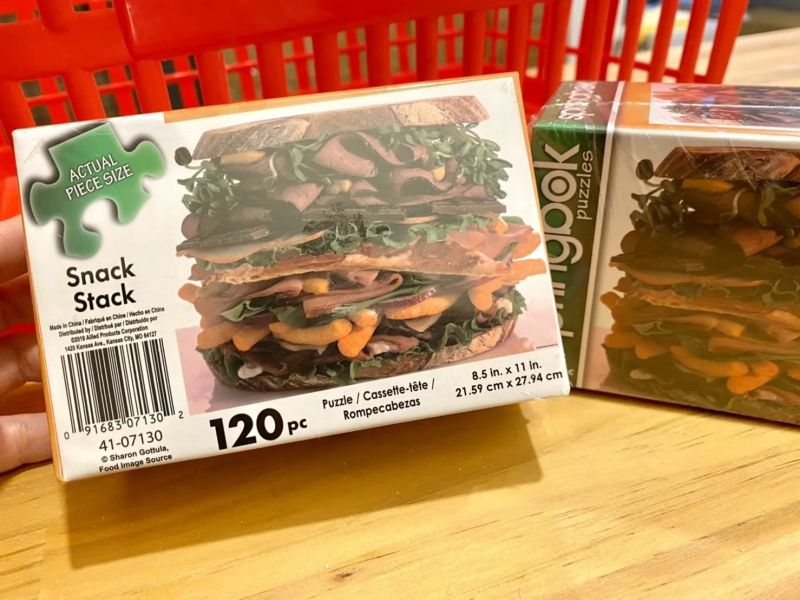 ACTUAL
PIECE SIZE
Snack
Stack
Made in China / Fabriqué en Chine / Hecho en China
Distributed by / Distribué par / Distribuido por
©2019 Allied Products Corporation
1420 Kansas Ave., Kansas City, MO 64127
0 91683 07130 2
41-07130
© Sharon Gottula,
Food Image Source
120 pc
Puzzle / Cassette-tête /
Rompecabezas
8.5 in. x 11 in.
21.59 cm x 27.94 cm
springbok
pringbok
puzzles